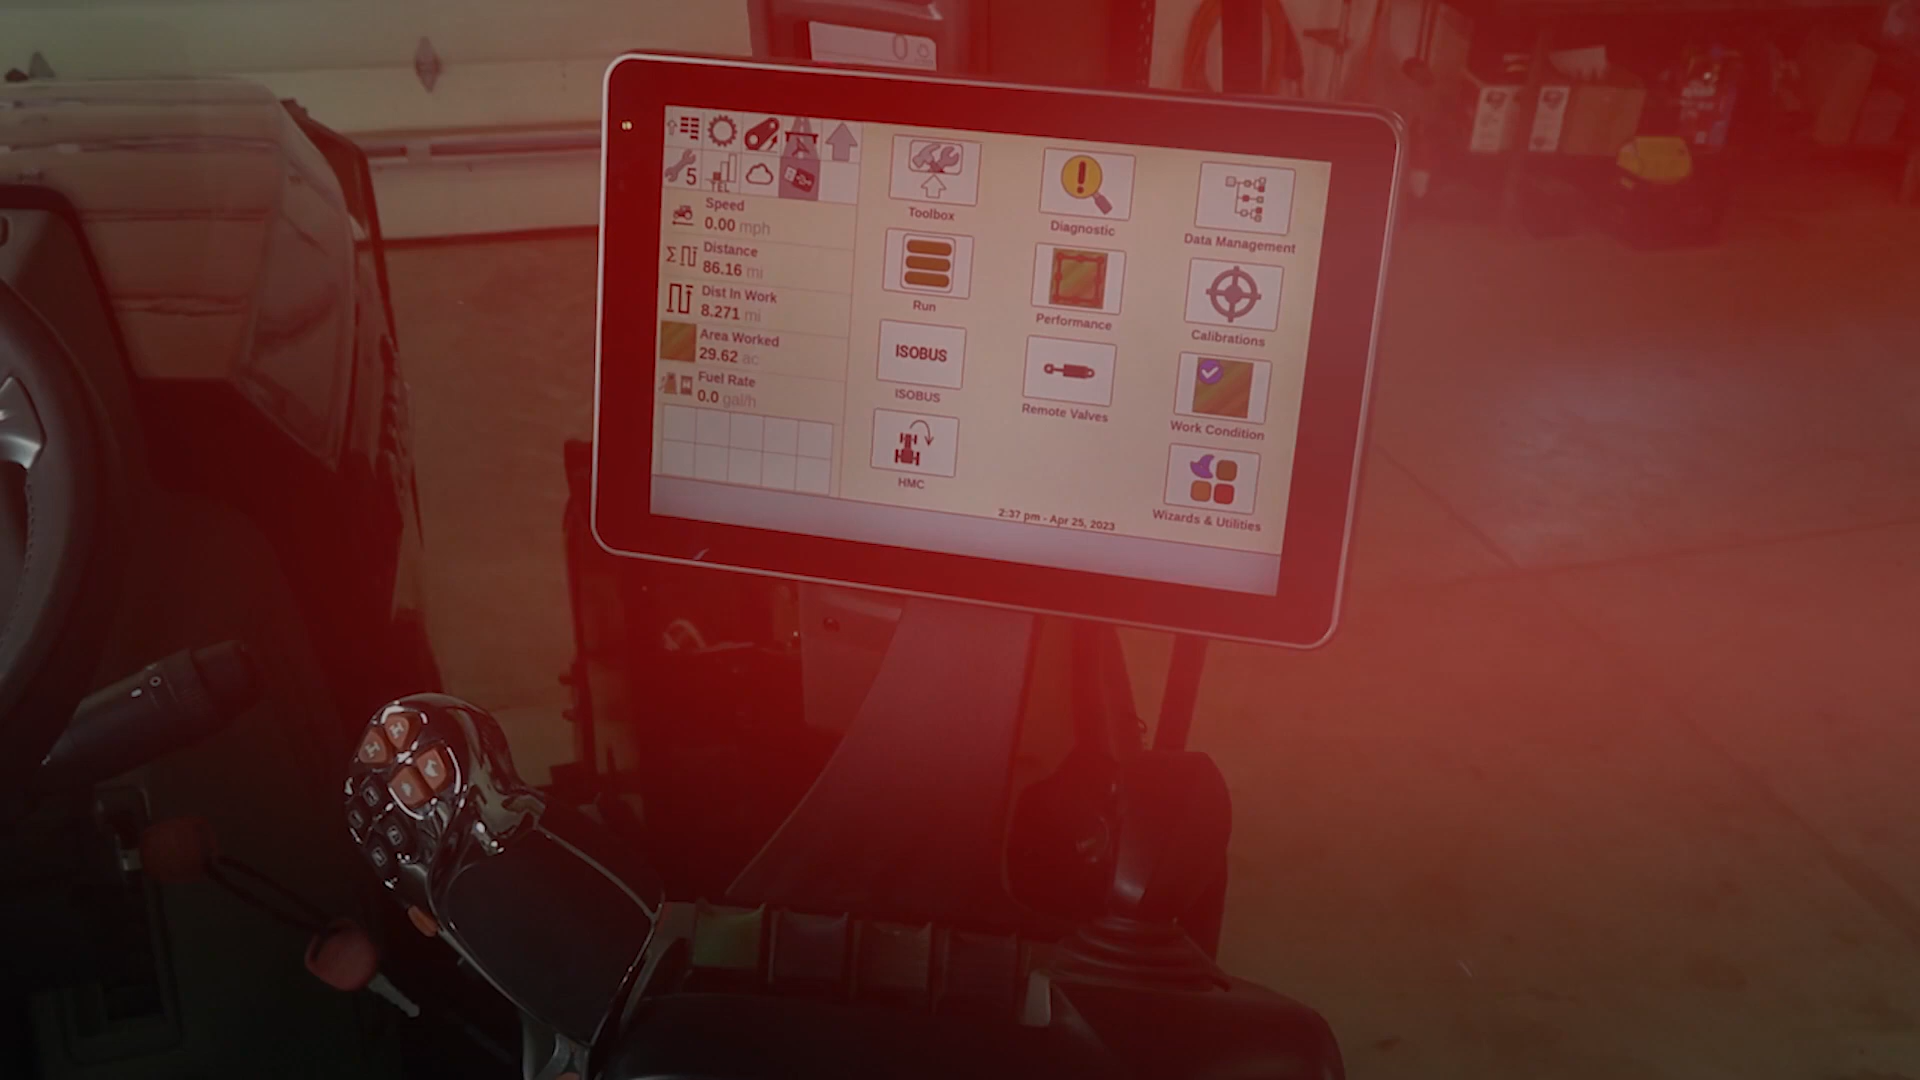 0
5
TEL
Speed
0.00 mph
Distance
86.16 mi
Dist In Work
8.271 mi
Area Worked
29.62 ac
Fuel Rate
0.0 gal/h
Toolbox
Diagnostic
Data Management
Run
Performance
Calibrations
ISOBUS
ISOBUS
Remote Valves
Work Condition
HMC
Wizards & Utilities
2:37 pm - Apr 25, 2023